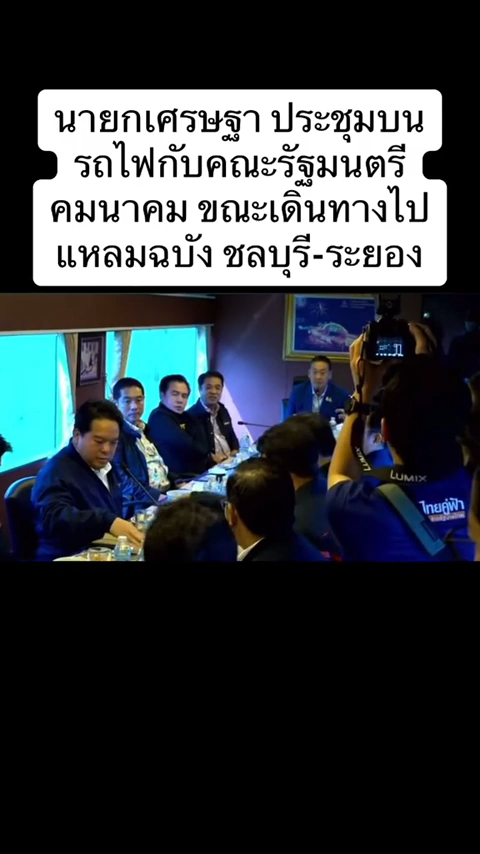 นายกเศรษฐา ประชุมบน
รถไฟกับคณะรัฐมนตรี
คมนาคม ขณะเดินทางไป
แหลมฉบัง ชลบุรี-ระยอง
LUMIX
LUMIX
ไทยคู่ฟ้า